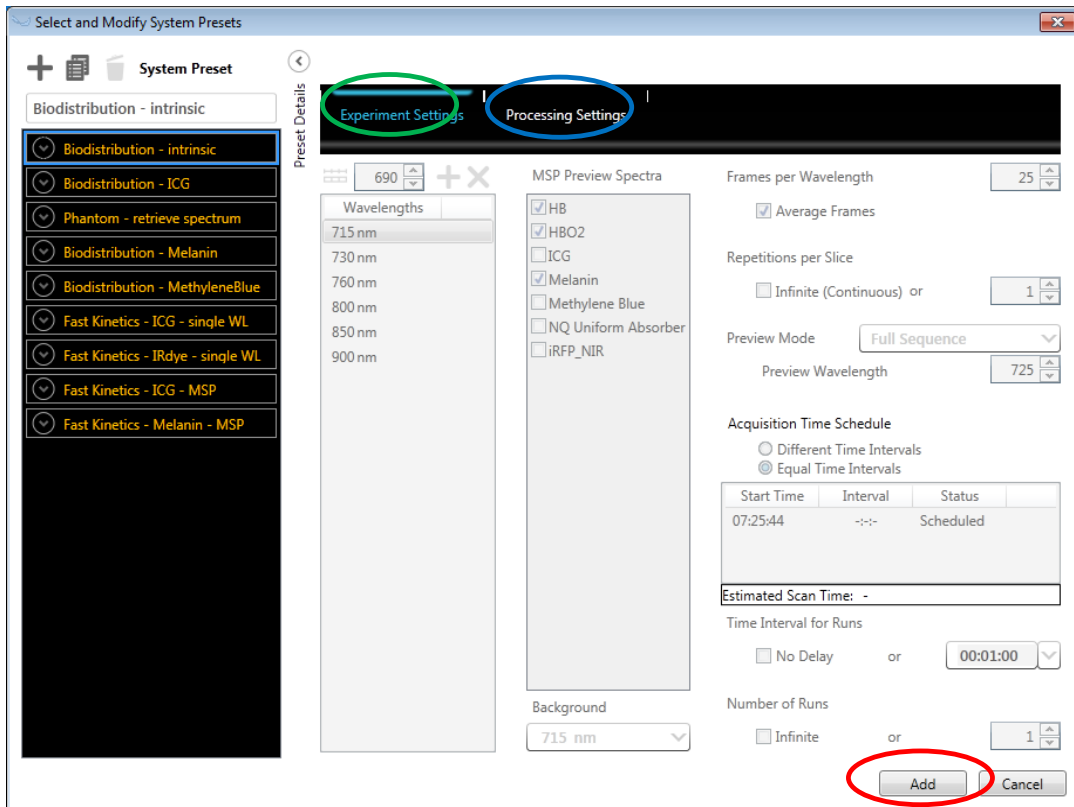 Select and Modify System Presets
System Preset
Biodistribution - intrinsic
Biodistribution - intrinsic
Biodistribution - ICG
Phantom - retrieve spectrum
Biodistribution - Melanin
Biodistribution - MethyleneBlue
Fast Kinetics - ICG - single WL
Fast Kinetics - IRdye - single WL
Fast Kinetics - ICG - MSP
Fast Kinetics - Melanin - MSP
Preset Details
Experiment Settings
Processing Settings
690
Wavelengths
715 nm
730 nm
760 nm
800 nm
850 nm
900 nm
MSP Preview Spectra
HB
HBO2
ICG
Melanin
Methylene Blue
NQ Uniform Absorber
iRFP_NIR
Background
715 nm
Frames per Wavelength 25
Average Frames
Repetitions per Slice
Infinite (Continuous) or 1
Preview Mode Full Sequence
Preview Wavelength 725
Acquisition Time Schedule
Different Time Intervals
Equal Time Intervals
Start Time Interval Status
07:25:44 -:-:- Scheduled
Estimated Scan Time: -
Time Interval for Runs
No Delay or 00:01:00
Number of Runs
Infinite or 1
Add Cancel